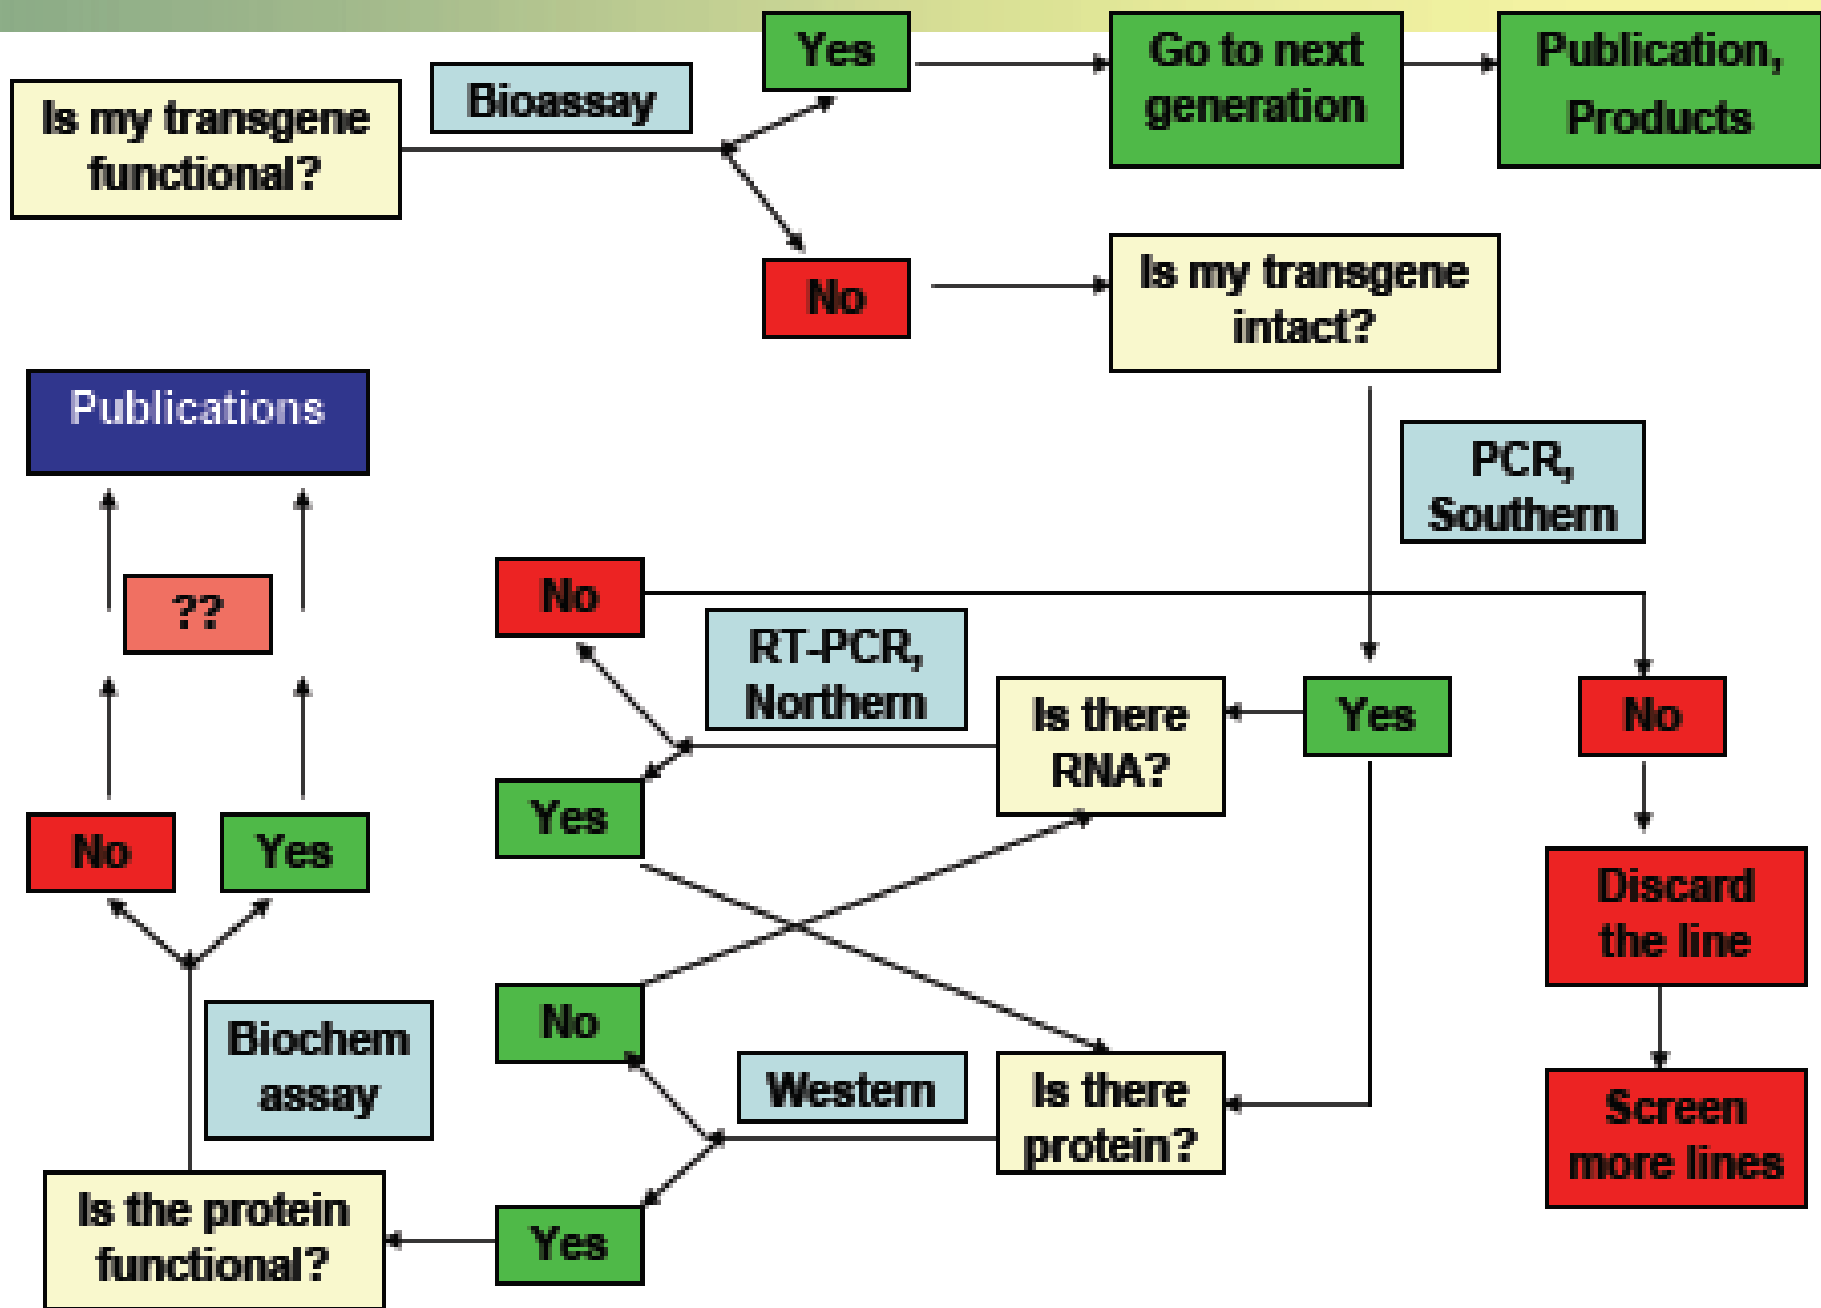 Is my transgene
functional?
Bioassay
Yes
Go to next
generation
Publication,
Products
No
Is my transgene
intact?
Publications
PCR,
Southern
??
No
RT-PCR,
Northern
Is there
RNA?
Yes
No
Yes
No
Yes
Discard
the line
No
Biochem
assay
Western
Is there
protein?
Screen
more lines
Is the protein
functional?
Yes